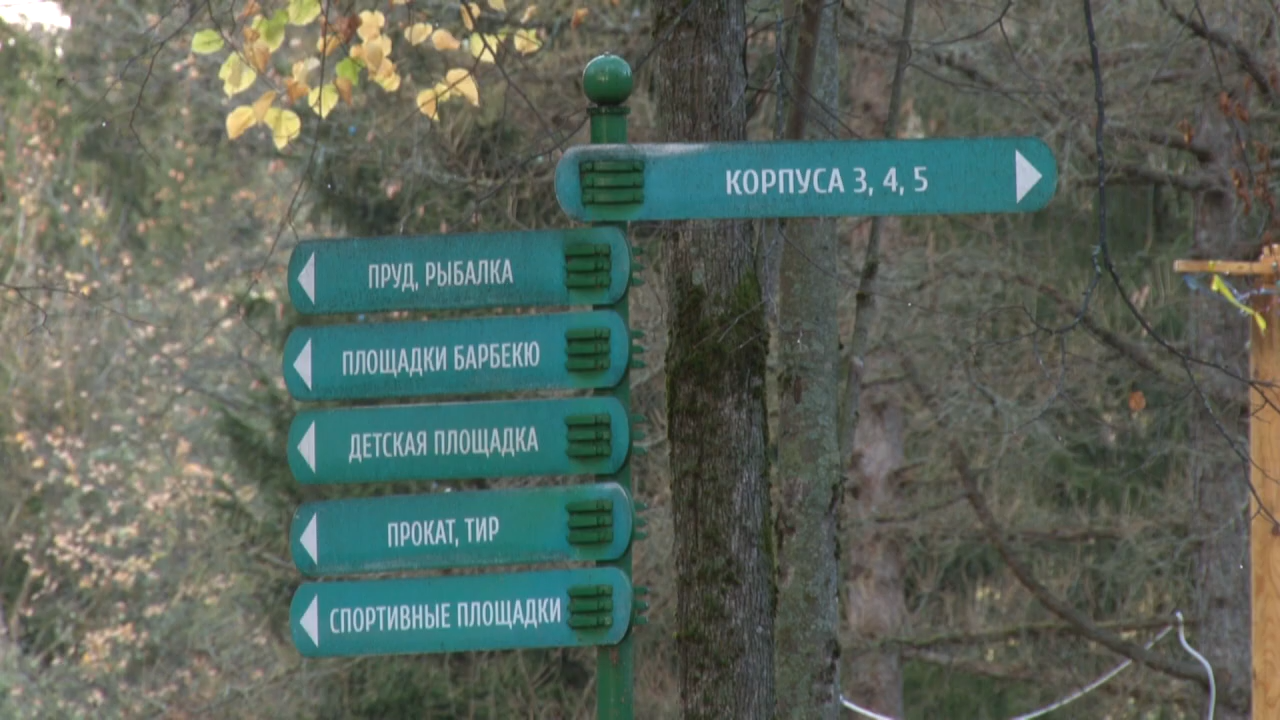 КОРПУСА 3, 4, 5
ПРУД, РЫБАЛКА
ПЛОЩАДКИ БАРБЕКЮ
ДЕТСКАЯ ПЛОЩАДКА
ПРОКАТ, ТИР
СПОРТИВНЫЕ ПЛОЩАДКИ